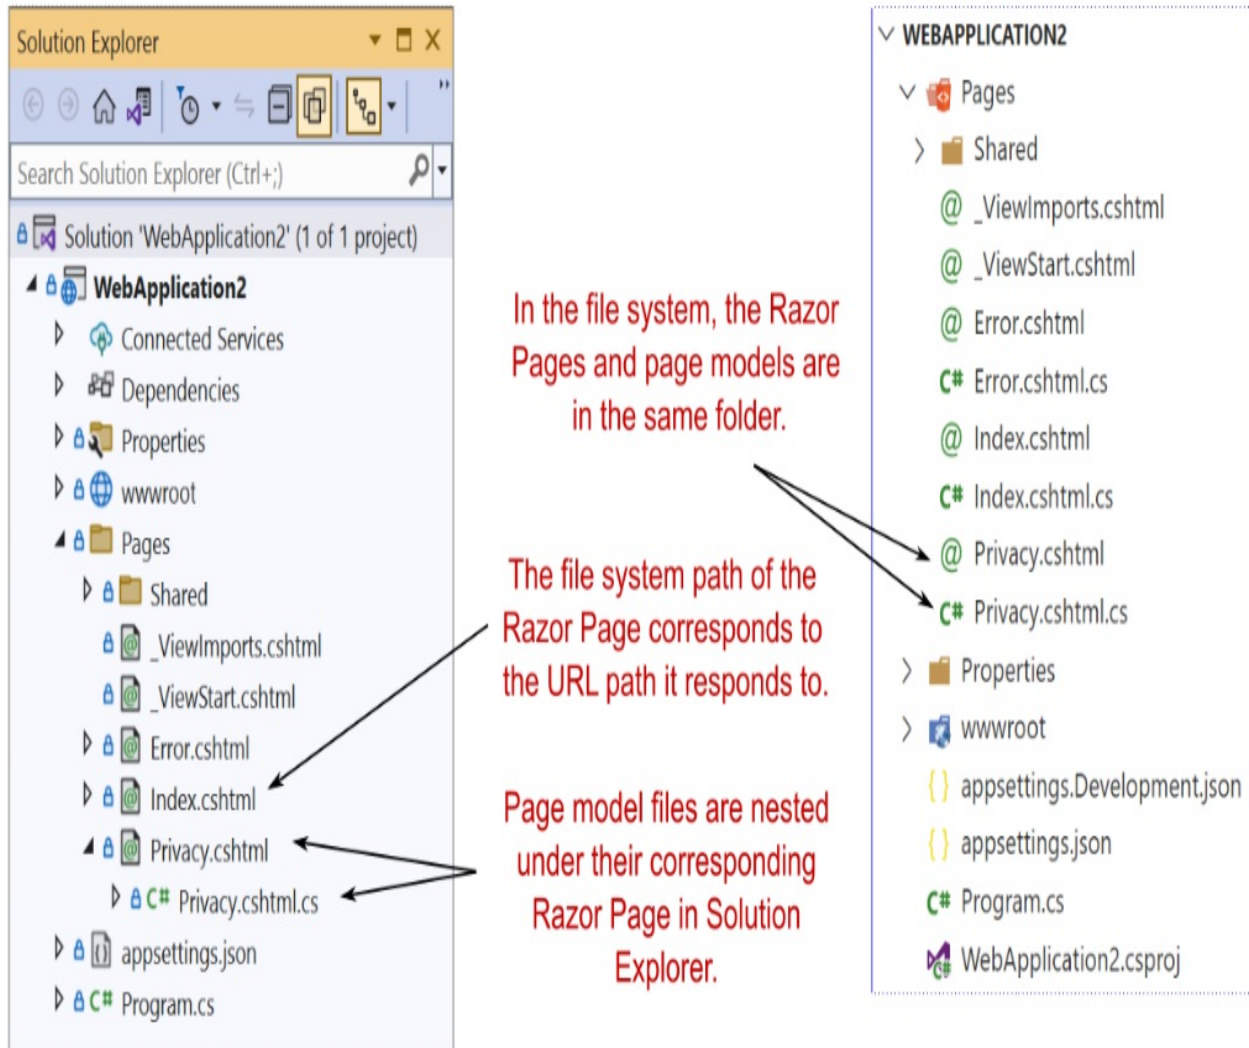 Solution Explorer
Search Solution Explorer (Ctrl+;)
Solution 'WebApplication2' (1 of 1 project)
WebApplication2
Connected Services
Dependencies
Properties
wwwroot
Pages
Shared
_ViewImports.cshtml
_ViewStart.cshtml
Error.cshtml
Index.cshtml
Privacy.cshtml
C# Privacy.cshtml.cs
appsettings.json
C# Program.cs
In the file system, the Razor
Pages and page models are
in the same folder.
The file system path of the
Razor Page corresponds to
the URL path it responds to.
Page model files are nested
under their corresponding
Razor Page in Solution
Explorer.
WEBAPPLICATION2
Pages
Shared
@ _ViewImports.cshtml
@ _ViewStart.cshtml
@ Error.cshtml
C# Error.cshtml.cs
@ Index.cshtml
C# Index.cshtml.cs
@ Privacy.cshtml
C# Privacy.cshtml.cs
Properties
wwwroot
{} appsettings.Development.json
{} appsettings.json
C# Program.cs
WebApplication2.csproj